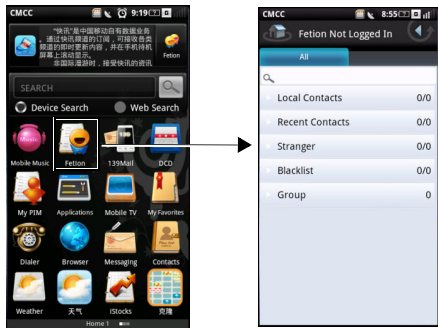 CMCC 9:19
"快讯"是中国移动自有数据业务
，通过快讯频道的订阅，可接收各类
频道的即时更新内容，并在手机待机
屏幕上滚动显示。
非国际漫游时，接受快讯的资讯
Fetion
SEARCH
Device Search Web Search
Mobile Music Fetion 139Mail DCD
My PIM Applications Mobile TV My Favorites
Dialer Browser Messaging Contacts
Weather 天气 IStocks 克隆
Home 1
CMCC 8:55
Fetion Not Logged In
All
Local Contacts 0/0
Recent Contacts 0/0
Stranger 0/0
Blacklist 0/0
Group 0